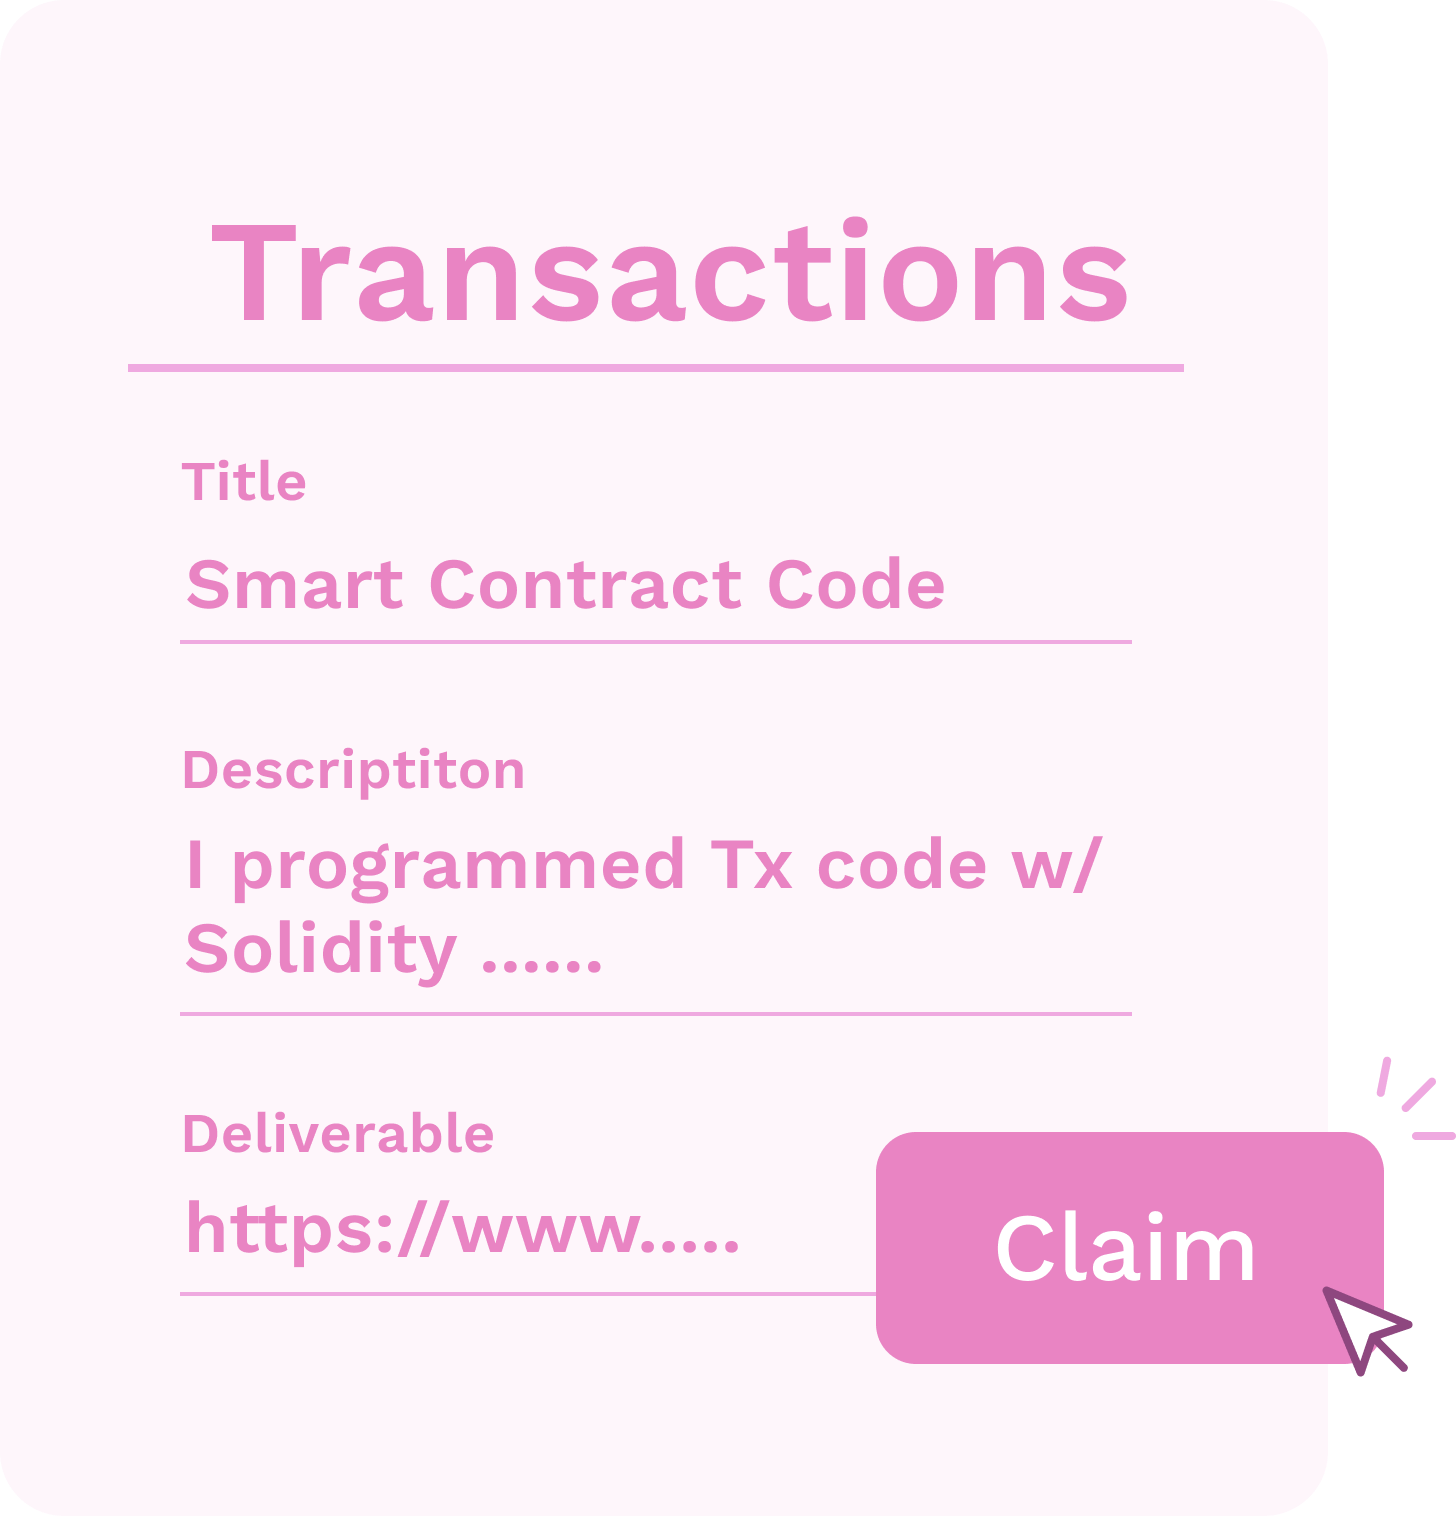 Transactions
Title
Smart Contract Code
Descriptiton
I programmed Tx code w/
Solidity ......
Deliverable
https://www.....
Claim